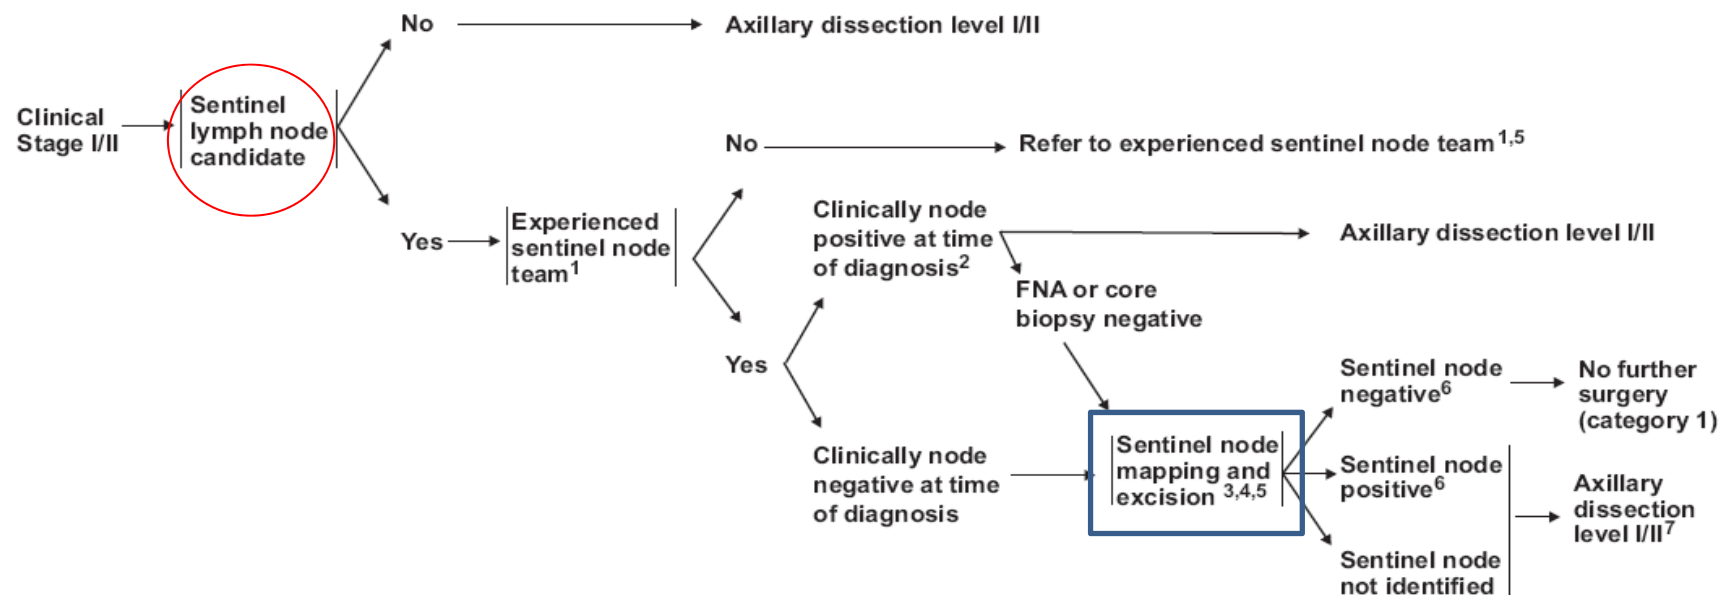 No
Axillary dissection level I/II
Clinical
Stage I/II
Sentinel
lymph node
candidate
No
Refer to experienced sentinel node team1,5
Yes
Experienced
sentinel node
team1
Clinically node
positive at time
of diagnosis2
Axillary dissection level I/II
FNA or core
biopsy negative
Yes
Clinically node
negative at time
of diagnosis
Sentinel node
mapping and
excision 3,4,5
Sentinel node
negative6
No further
surgery
(category 1)
Sentinel node
positive6
Sentinel node
not identified
Axillary
dissection
level I/II7